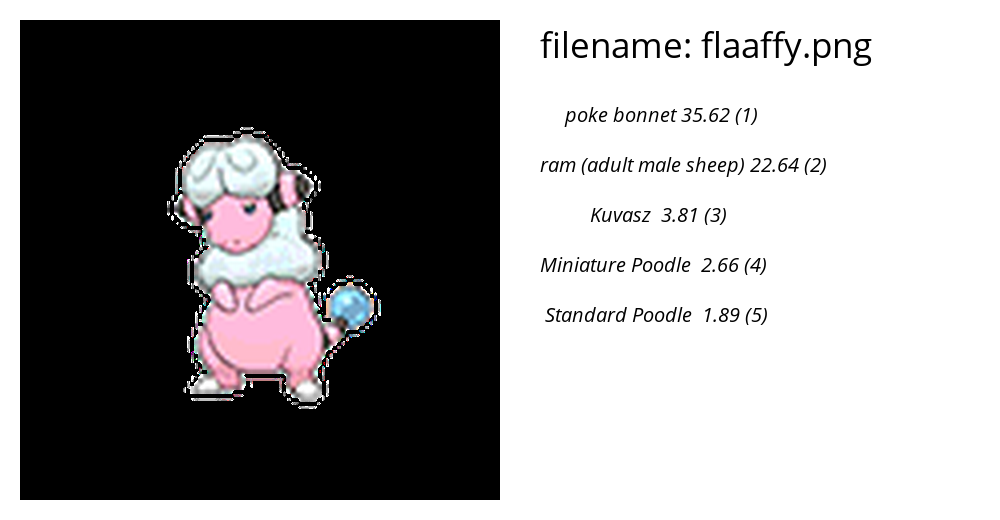 filename: flaaffy.png
poke bonnet 35.62 (1)
ram (adult male sheep) 22.64 (2)
Kuvasz 3.81 (3)
Miniature Poodle 2.66 (4)
Standard Poodle 1.89 (5)